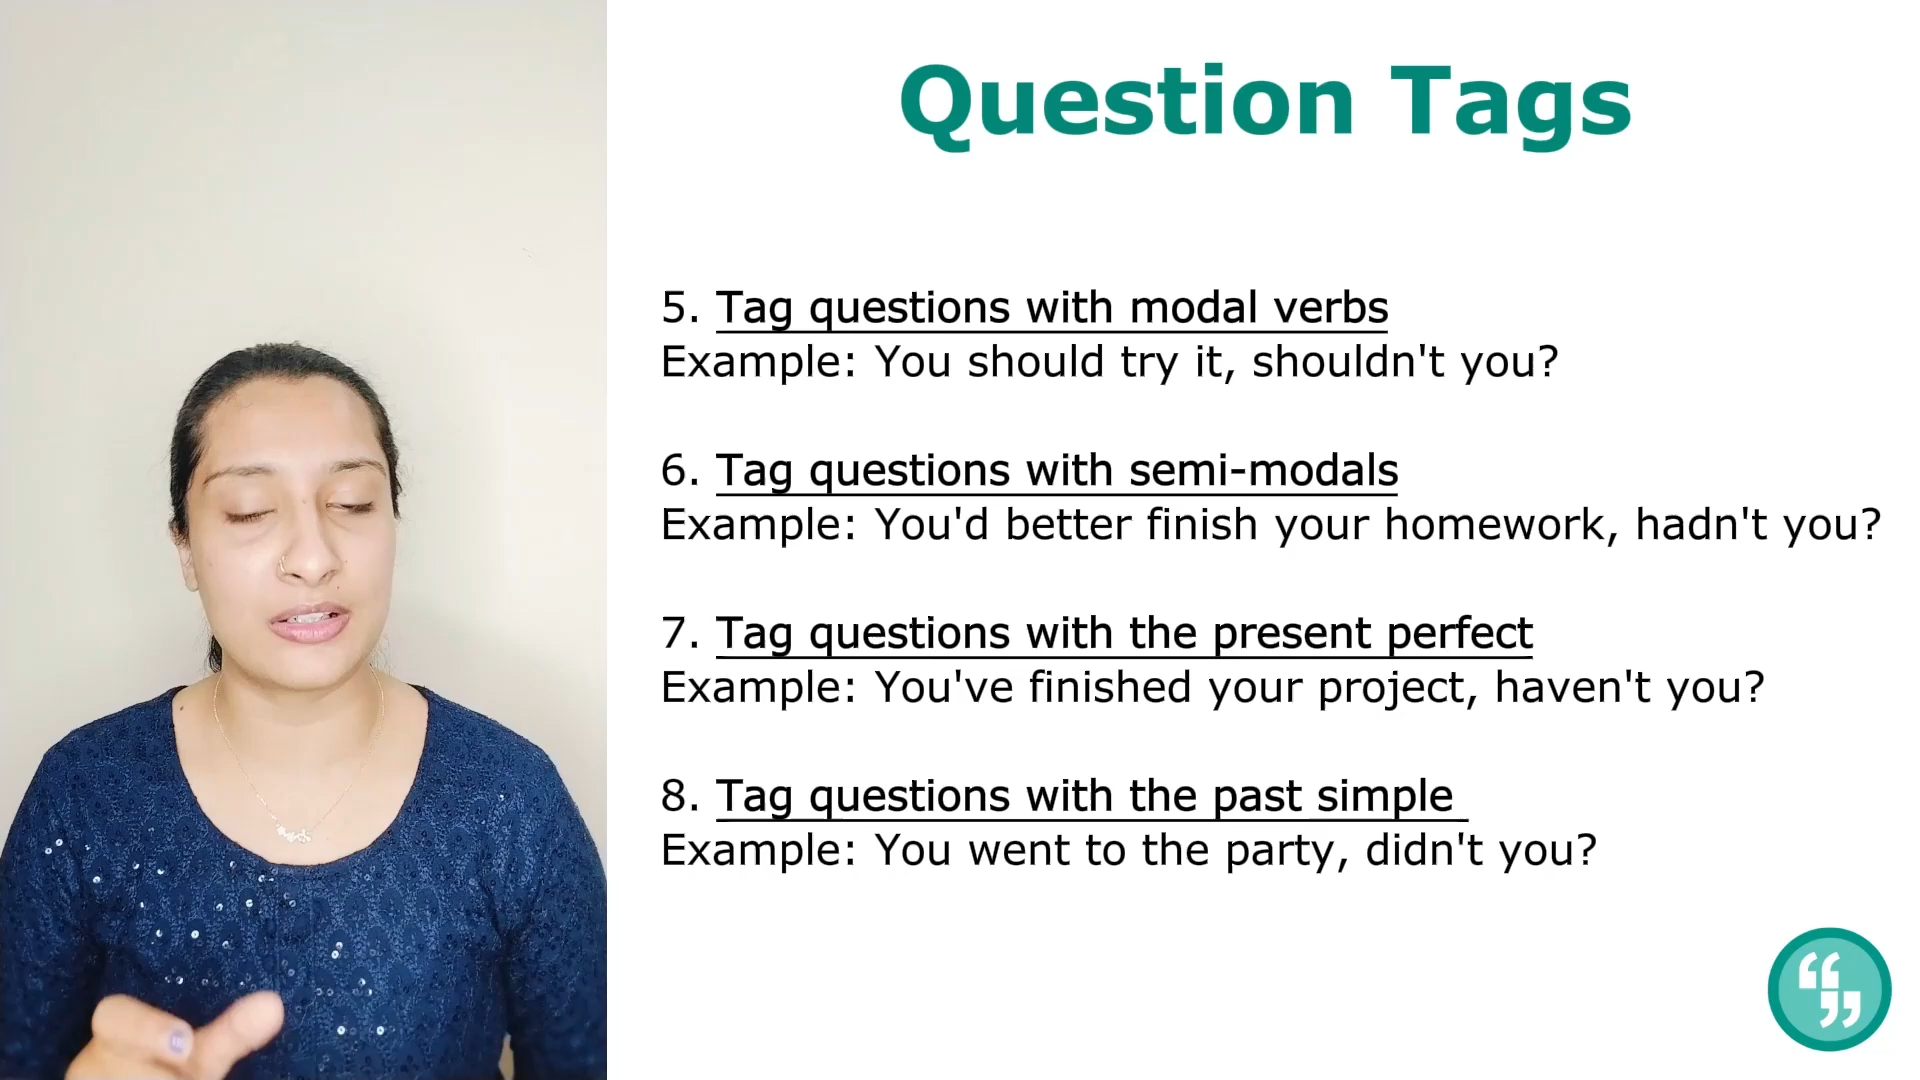 Question Tags
5. Tag questions with modal verbs
Example: You should try it, shouldn't you?
6. Tag questions with semi-modals
Example: You'd better finish your homework, hadn't you?
7. Tag questions with the present perfect
Example: You've finished your project, haven't you?
8. Tag questions with the past simple
Example: You went to the party, didn't you?